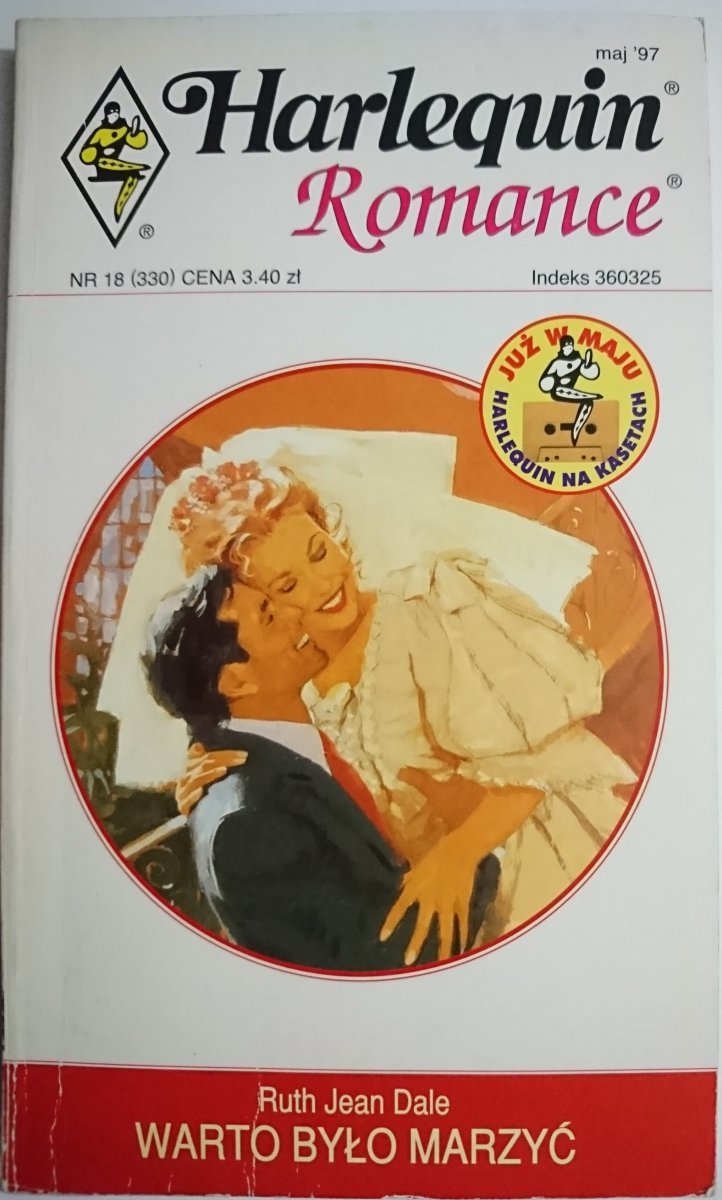 maj '97
Harlequin®
Romance®
®
NR 18 (330) CENA 3.40 zł
Indeks 360325
JUŻ W MAJU
HARLEQUIN NA KASETACH
Ruth Jean Dale
WARTO BYŁO MARZYĆ